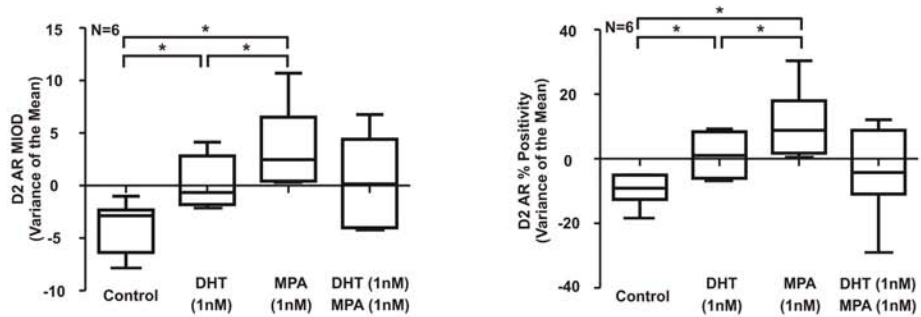 N=6
*
*
*
15
10
5
0
-5
-10
D2 AR MIOD
(Variance of the Mean)
Control
DHT
(1nM)
MPA
(1nM)
DHT (1nM)
MPA (1nM)
N=6
*
*
*
40
20
0
-20
-40
D2 AR % Positivity
(Variance of the Mean)
Control
DHT
(1nM)
MPA
(1nM)
DHT (1nM)
MPA (1nM)